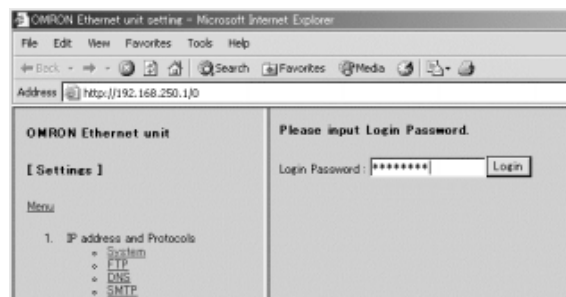 OMRON Ethernet unit setting - Microsoft Internet Explorer
File Edit View Favorites Tools Help
Back Search Favorites Media
Address http://192.168.250.1/0
OMRON Ethernet unit
[ Settings ]
Menu
1. IP address and Protocols
System
FTP
DNS
SMTP
Please input Login Password.
Login Password : ******** Login